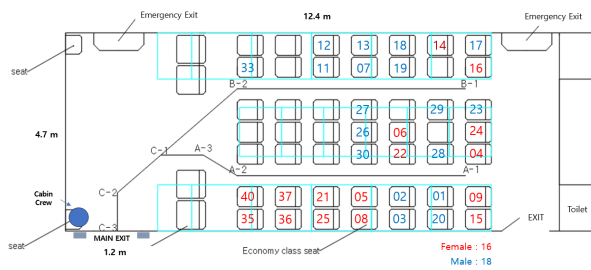 Emergency Exit
12.4 m
Emergency Exit
12 13 18 14 17
seat
33 11 07 19 16
B-2 B-1
27 29 23
4.7 m
26 06 24
C-1 A-3
30 22 28 04
A-2 A-1
Cabin
Crew
C-2
40 37 21 05 02 01 09
C-3
35 36 25 08 03 20 15
EXIT
Toilet
seat
MAIN EXIT
1.2 m
Economy class seat
Female : 16
Male : 18